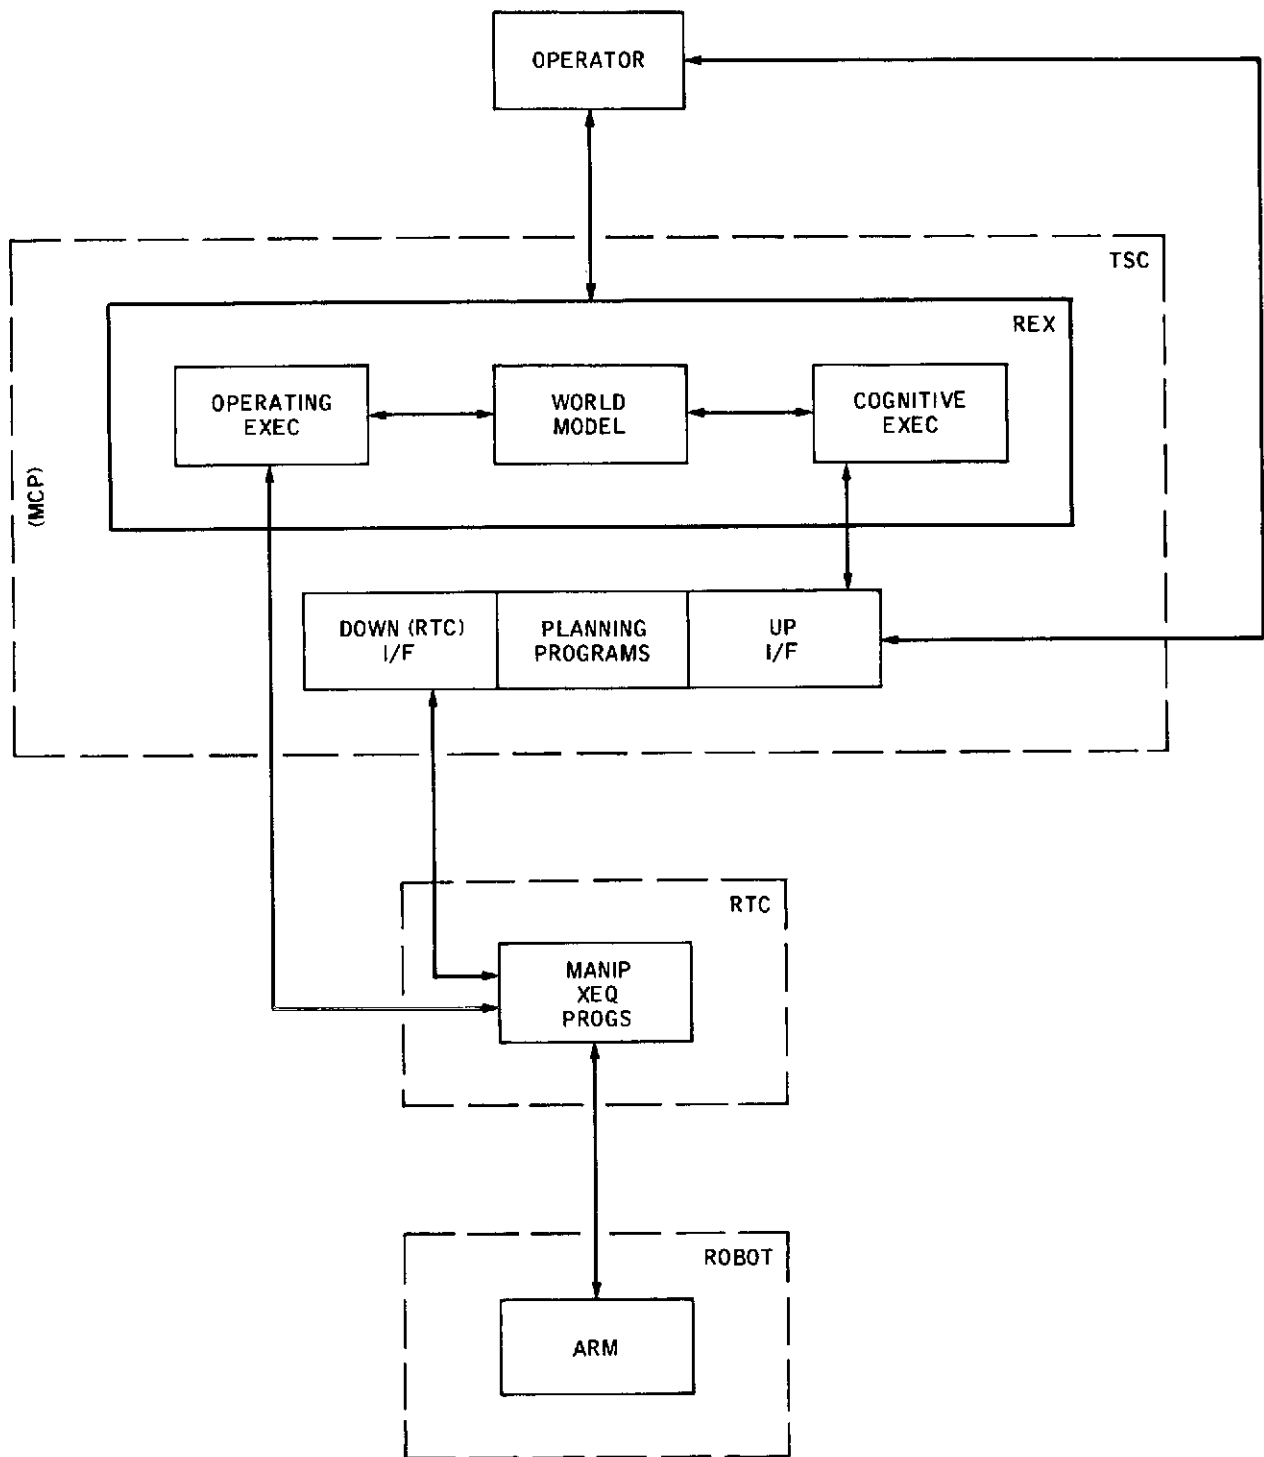 OPERATOR
TSC
REX
OPERATING
EXEC
WORLD
MODEL
COGNITIVE
EXEC
(MCP)
DOWN (RTC)
I/F
PLANNING
PROGRAMS
UP
I/F
RTC
MANIP
XEQ
PROGS
ROBOT
ARM